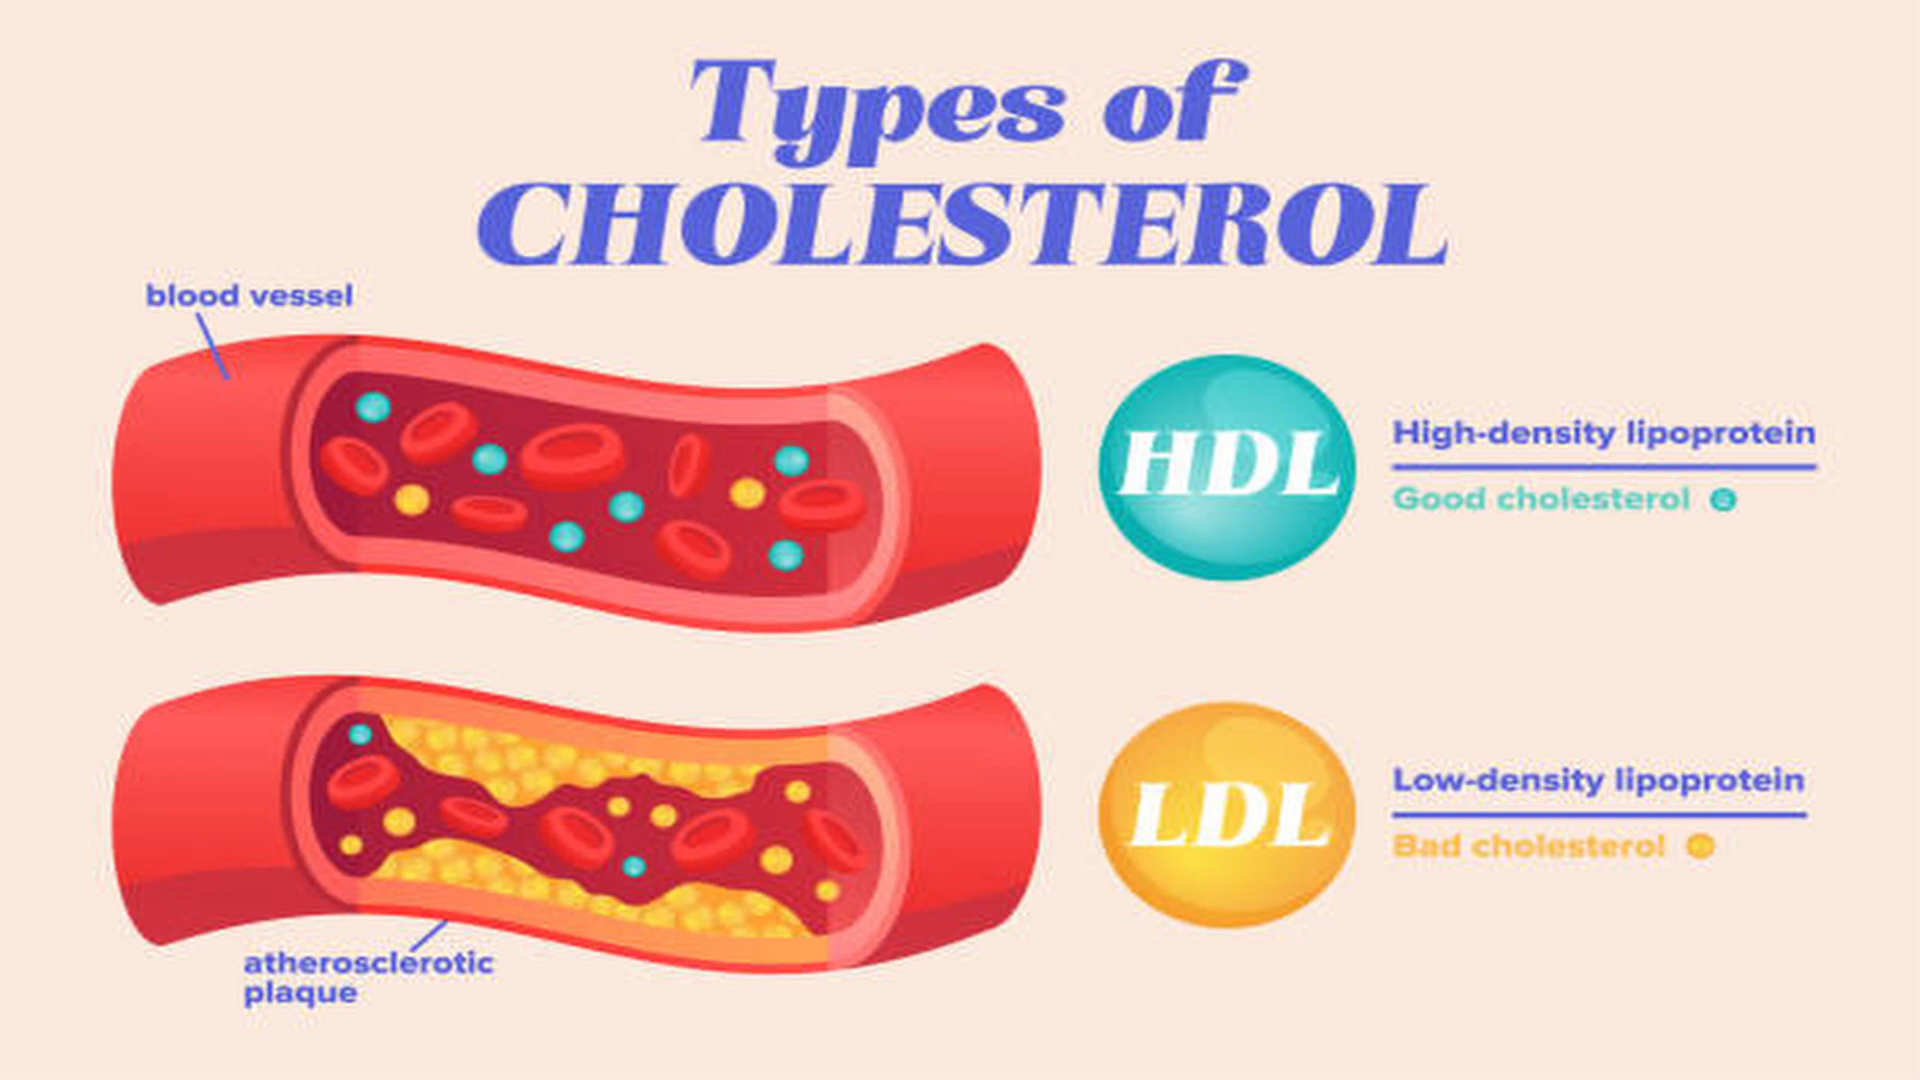 Types of
CHOLESTEROL
blood vessel
HDL
High-density lipoprotein
Good cholesterol
LDL
Low-density lipoprotein
Bad cholesterol
atherosclerotic
plaque